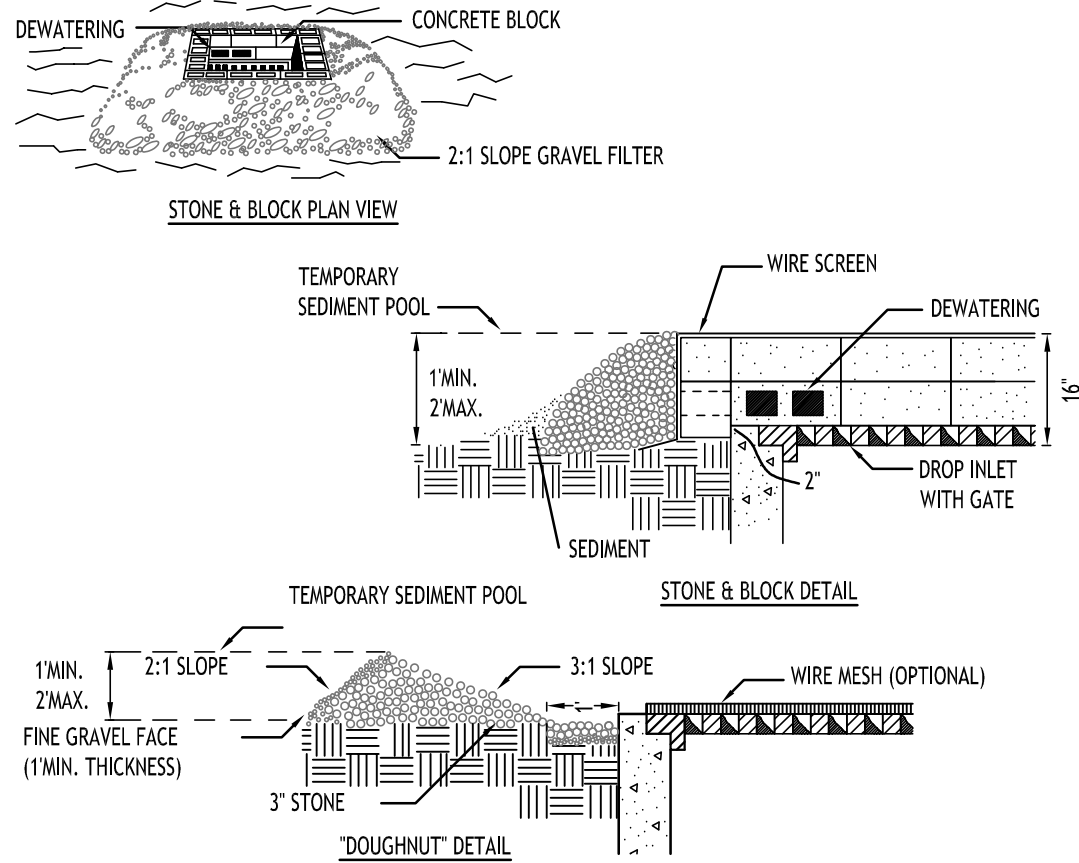 DEWATERING
CONCRETE BLOCK
2:1 SLOPE GRAVEL FILTER
STONE & BLOCK PLAN VIEW
TEMPORARY
SEDIMENT POOL
WIRE SCREEN
DEWATERING
1'MIN.
2'MAX.
16"
2"
DROP INLET
WITH GATE
SEDIMENT
STONE & BLOCK DETAIL
TEMPORARY SEDIMENT POOL
1'MIN.
2'MAX.
2:1 SLOPE
3:1 SLOPE
WIRE MESH (OPTIONAL)
FINE GRAVEL FACE
(1'MIN. THICKNESS)
3" STONE
"DOUGHNUT" DETAIL